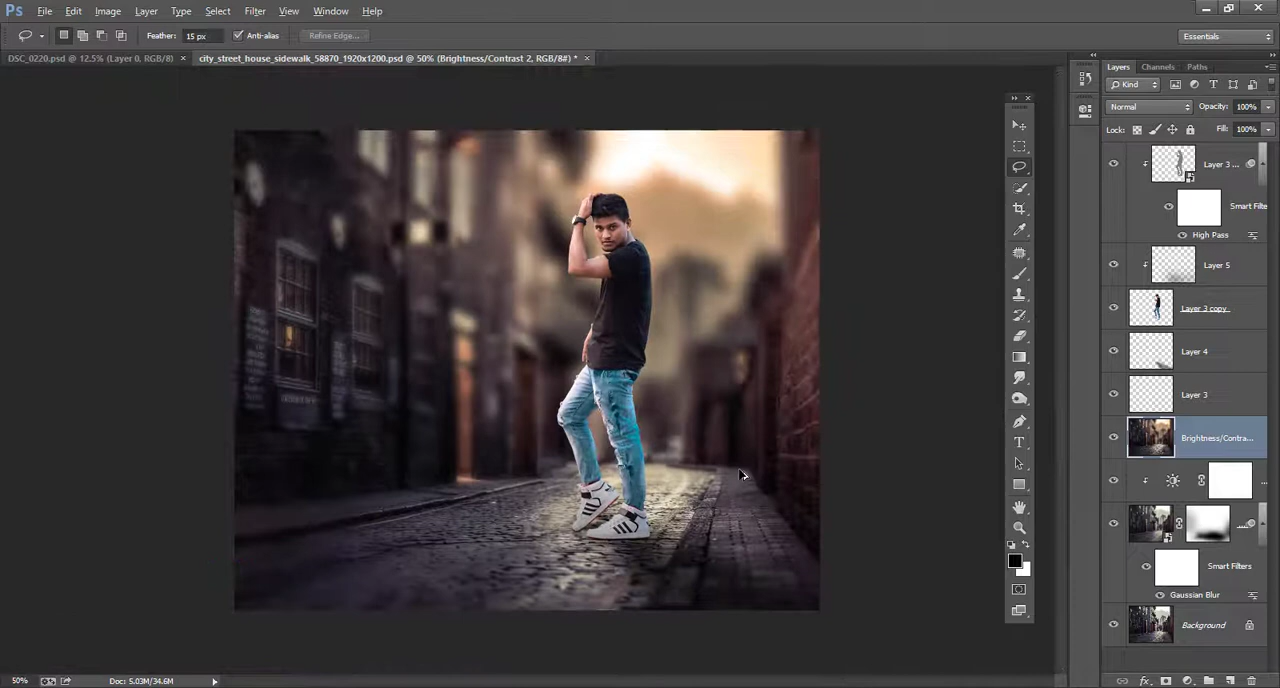 Ps File Edit Image Layer Type Select Filter View Window Help
Feather: 15 px Anti-alias Refine Edge... Essentials
DSC_0220.psd @ 12.5% (Layer 0, RGB/8) × city_street_house_sidewalk_58870_1920x1200.psd @ 50% (Brightness/Contrast 2, RGB/8#) * ×
Layers Channels Paths
Kind
Normal Opacity: 100%
Lock: Fill: 100%
Layer 3 ...
Smart Filte
High Pass
Layer 5
Layer 3 copy
Layer 4
Layer 3
Brightness/Contra...
...
Smart Filters
Gaussian Blur
Background
50% Doc: 5.03M/34.6M